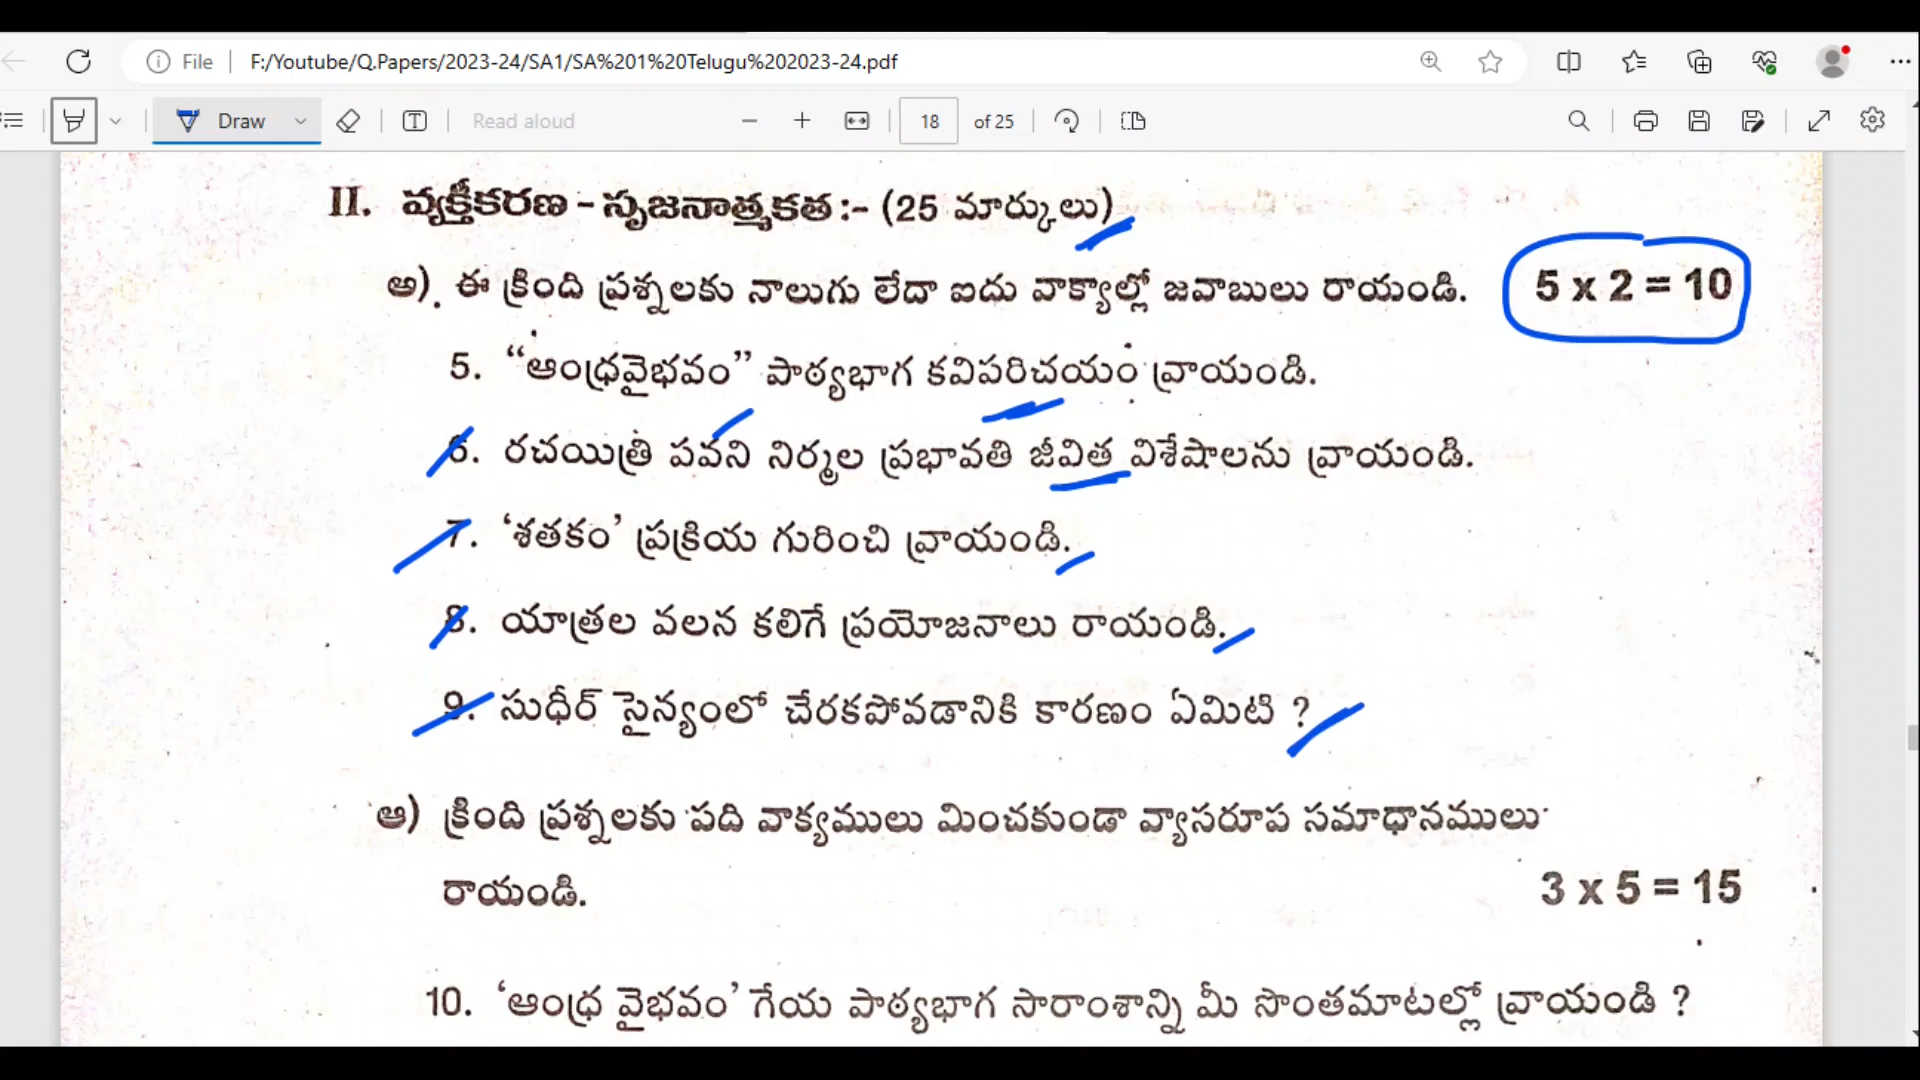 File F:/Youtube/Q.Papers/2023-24/SA1/SA%201%20Telugu%202023-24.pdf
Draw Read aloud 18 of 25
II. వ్యక్తీకరణ - సృజనాత్మకత :- (25 మార్కులు)
అ). ఈ క్రింది ప్రశ్నలకు నాలుగు లేదా ఐదు వాక్యాల్లో జవాబులు రాయండి. 5 x 2 = 10
5. “ఆంధ్రవైభవం” పాఠ్యభాగ కవిపరిచయం వ్రాయండి.
6. రచయిత్రి పవని నిర్మల ప్రభావతి జీవిత విశేషాలను వ్రాయండి.
7. ‘శతకం’ ప్రక్రియ గురించి వ్రాయండి.
8. యాత్రల వలన కలిగే ప్రయోజనాలు రాయండి.
9. సుధీర్ సైన్యంలో చేరకపోవడానికి కారణం ఏమిటి ?
ఆ) క్రింది ప్రశ్నలకు పది వాక్యములు మించకుండా వ్యాసరూప సమాధానములు
రాయండి. 3 x 5 = 15
10. ‘ఆంధ్ర వైభవం’ గేయ పాఠ్యభాగ సారాంశాన్ని మీ సొంతమాటల్లో వ్రాయండి ?